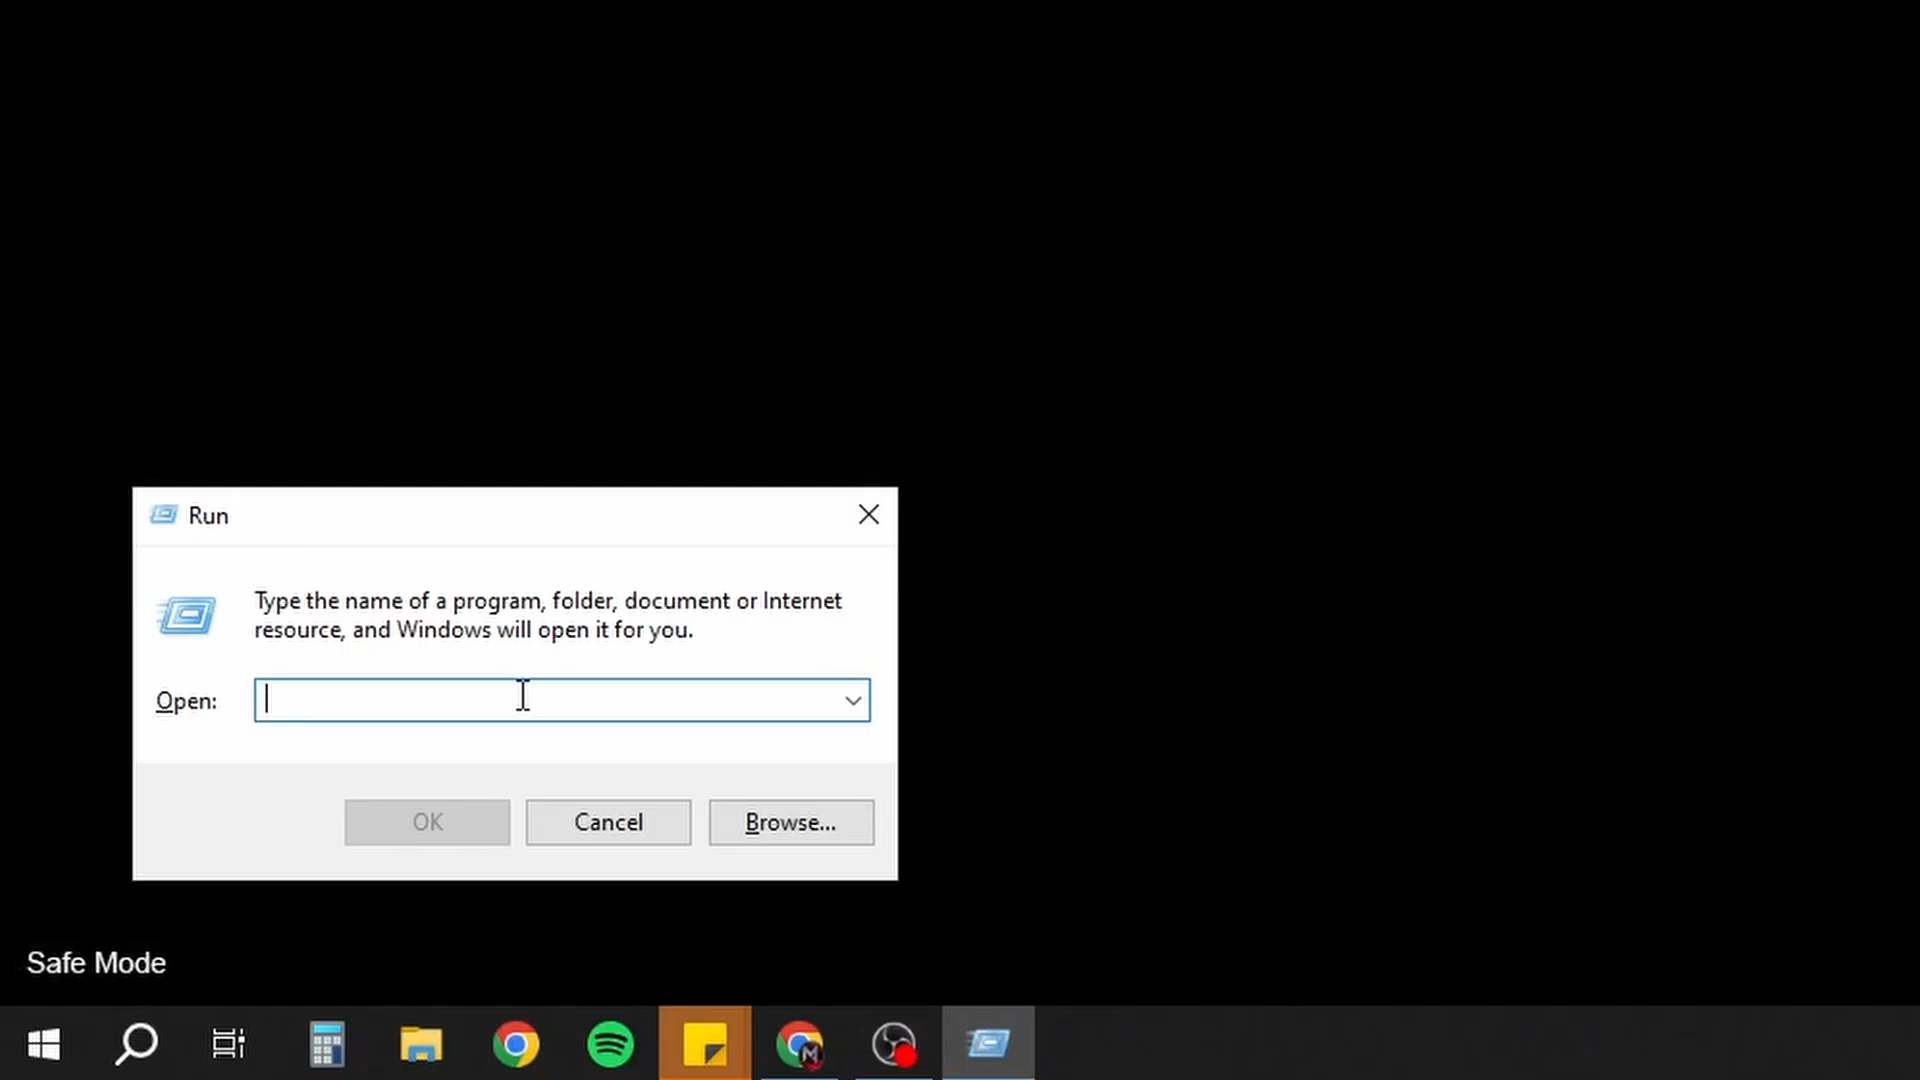 Run
Type the name of a program, folder, document or Internet
resource, and Windows will open it for you.
Open:
OK
Cancel
Browse...
Safe Mode
M